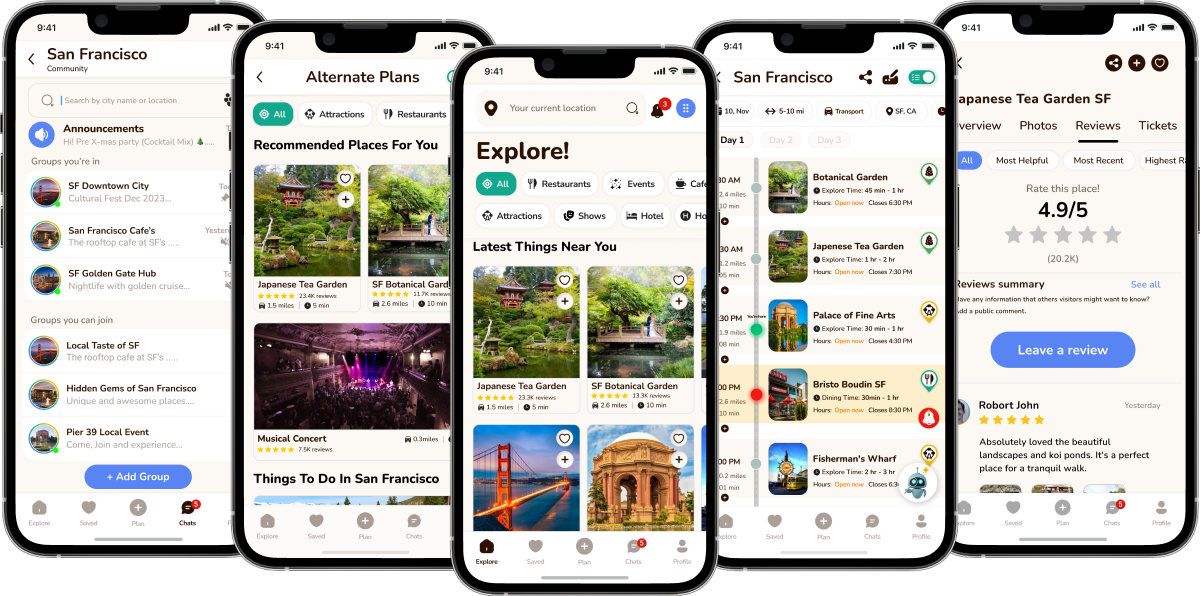 9:41
San Francisco
Community
Search by city name or location
Announcements
Hi! Pre X-mas party (Cocktail Mix) 🎄.....
Groups you're in
SF Downtown City
Cultural Fest Dec 2023...
San Francisco Cafe's
The rooftop cafe at SF's .....
SF Golden Gate Hub
Nightlife with golden cruise...
Groups you can join
Local Taste of SF
The rooftop cafe at SF's .....
Hidden Gems of San Francisco
Unique and awesome places....
Pier 39 Local Event
Come, Join and experience...
+ Add Group
Explore
Saved
Plan
Chats
5
9:41
Alternate Plans
All
Attractions
Restaurants
Recommended Places For You
Japanese Tea Garden
23.4K reviews
1.5 miles
5 min
SF Botanical Garden
11.7K reviews
2.6 miles
10 min
Musical Concert
0.3miles
7.5K reviews
Things To Do In San Francisco
Explore
Saved
Plan
Chats
9:41
Your current location
3
Explore!
All
Restaurants
Events
Cafe
Attractions
Shows
Hotel
Latest Things Near You
Japanese Tea Garden
23.3K reviews
1.5 miles
5 min
SF Botanical Garden
13.3K reviews
2.6 miles
10 min
Explore
Saved
Plan
Chats
5
Profile
9:41
San Francisco
10, Nov
5-10 mi
Transport
SF, CA
Day 1
Day 2
Day 3
30 AM
2.4 miles
10 min
Botanical Garden
Explore Time: 45 min - 1 hr
Hours: Open now Closes 6:30 PM
30 AM
1.2 miles
05 min
Japenese Tea Garden
Explore Time: 1 hr - 2 hr
Hours: Open now Closes 7:30 PM
30 PM
1.9 miles
08 min
You're here
Palace of Fine Arts
Explore Time: 30 min - 1 hr
Hours: Open now Closes 4:30 PM
00 PM
2.6 miles
10 min
Bristo Boudin SF
Dining Time: 30min - 1 hr
Hours: Open now Closes 8:30 PM
00 PM
0.2 miles
01 min
Fisherman's Wharf
Explore Time: 2 hr - 3 hr
Hours: Open now Closes 6:3
Explore
Saved
Plan
Chats
Profile
9:41
Japanese Tea Garden SF
Overview
Photos
Reviews
Tickets
All
Most Helpful
Most Recent
Highest Ra
Rate this place!
4.9/5
(20.2K)
Reviews summary
See all
Have any information that others visitors might want to know?
Add a public comment.
Leave a review
Robort John
Yesterday
Absolutely loved the beautiful
landscapes and koi ponds. It's a perfect
place for a tranquil walk.
Explore
Saved
Plan
Chats
5
Profile